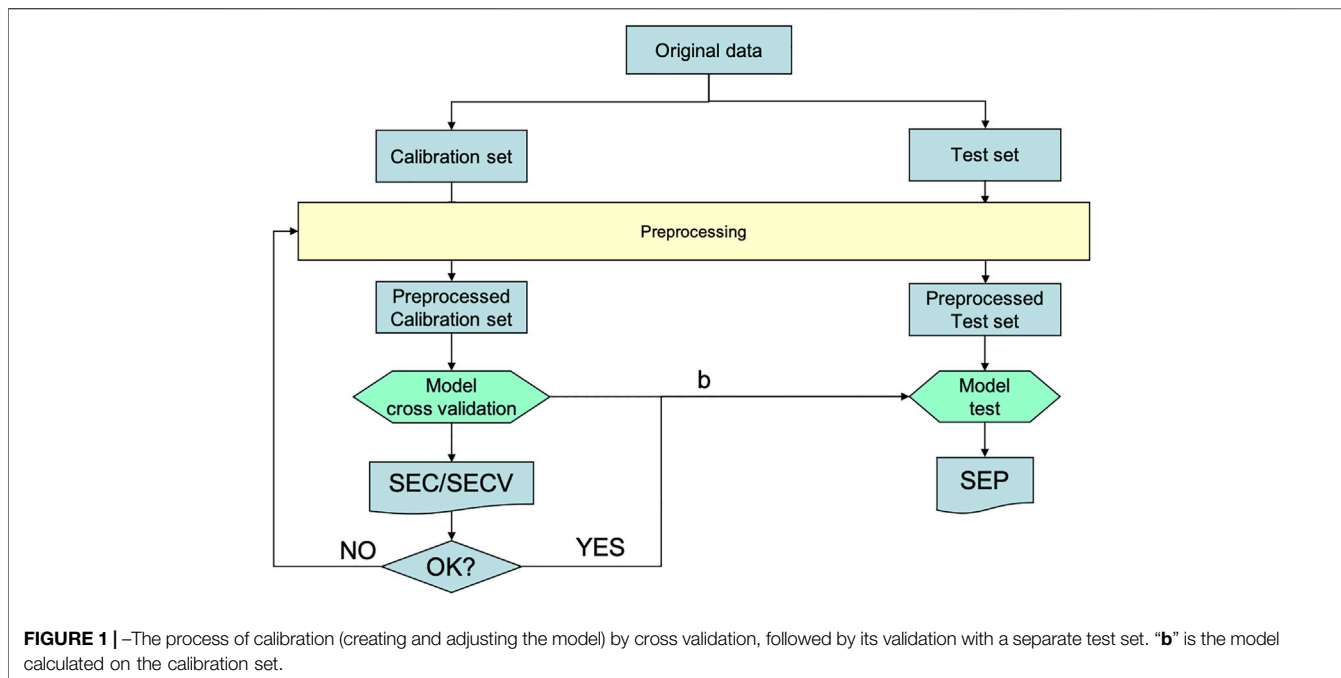 Original data
Calibration set
Test set
Preprocessing
Preprocessed
Calibration set
Preprocessed
Test set
Model
cross validation
b
Model
test
SEC/SECV
SEP
NO
OK?
YES
FIGURE 1 | –The process of calibration (creating and adjusting the model) by cross validation, followed by its validation with a separate test set. “b” is the model
calculated on the calibration set.